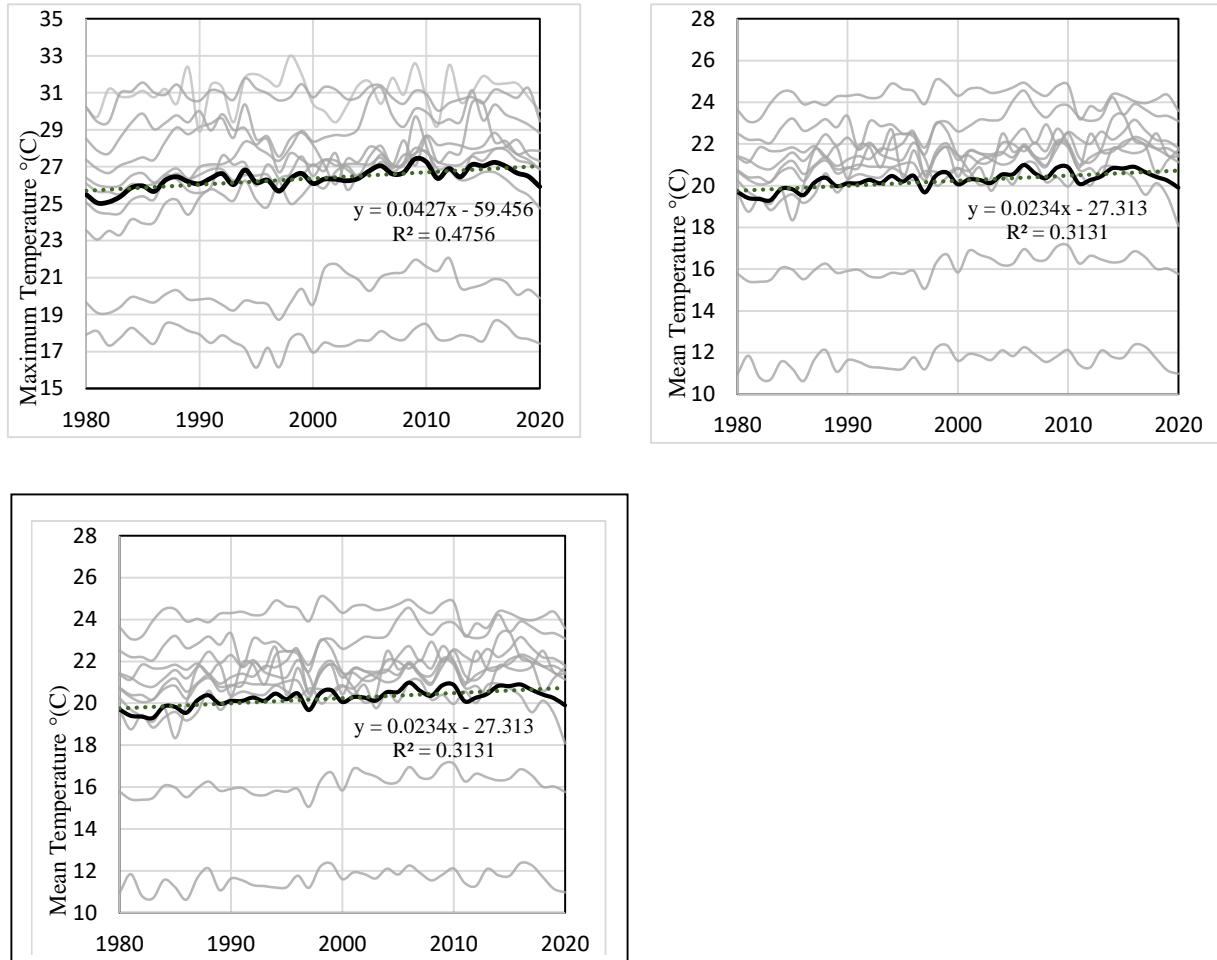 Maximum Temperature °(C)
35
33
31
29
27
25
23
21
19
17
15
y = 0.0427x - 59.456
R² = 0.4756
1980 1990 2000 2010 2020
Mean Temperature °(C)
28
26
24
22
20
18
16
14
12
10
y = 0.0234x - 27.313
R² = 0.3131
1980 1990 2000 2010 2020
Mean Temperature °(C)
28
26
24
22
20
18
16
14
12
10
y = 0.0234x - 27.313
R² = 0.3131
1980 1990 2000 2010 2020